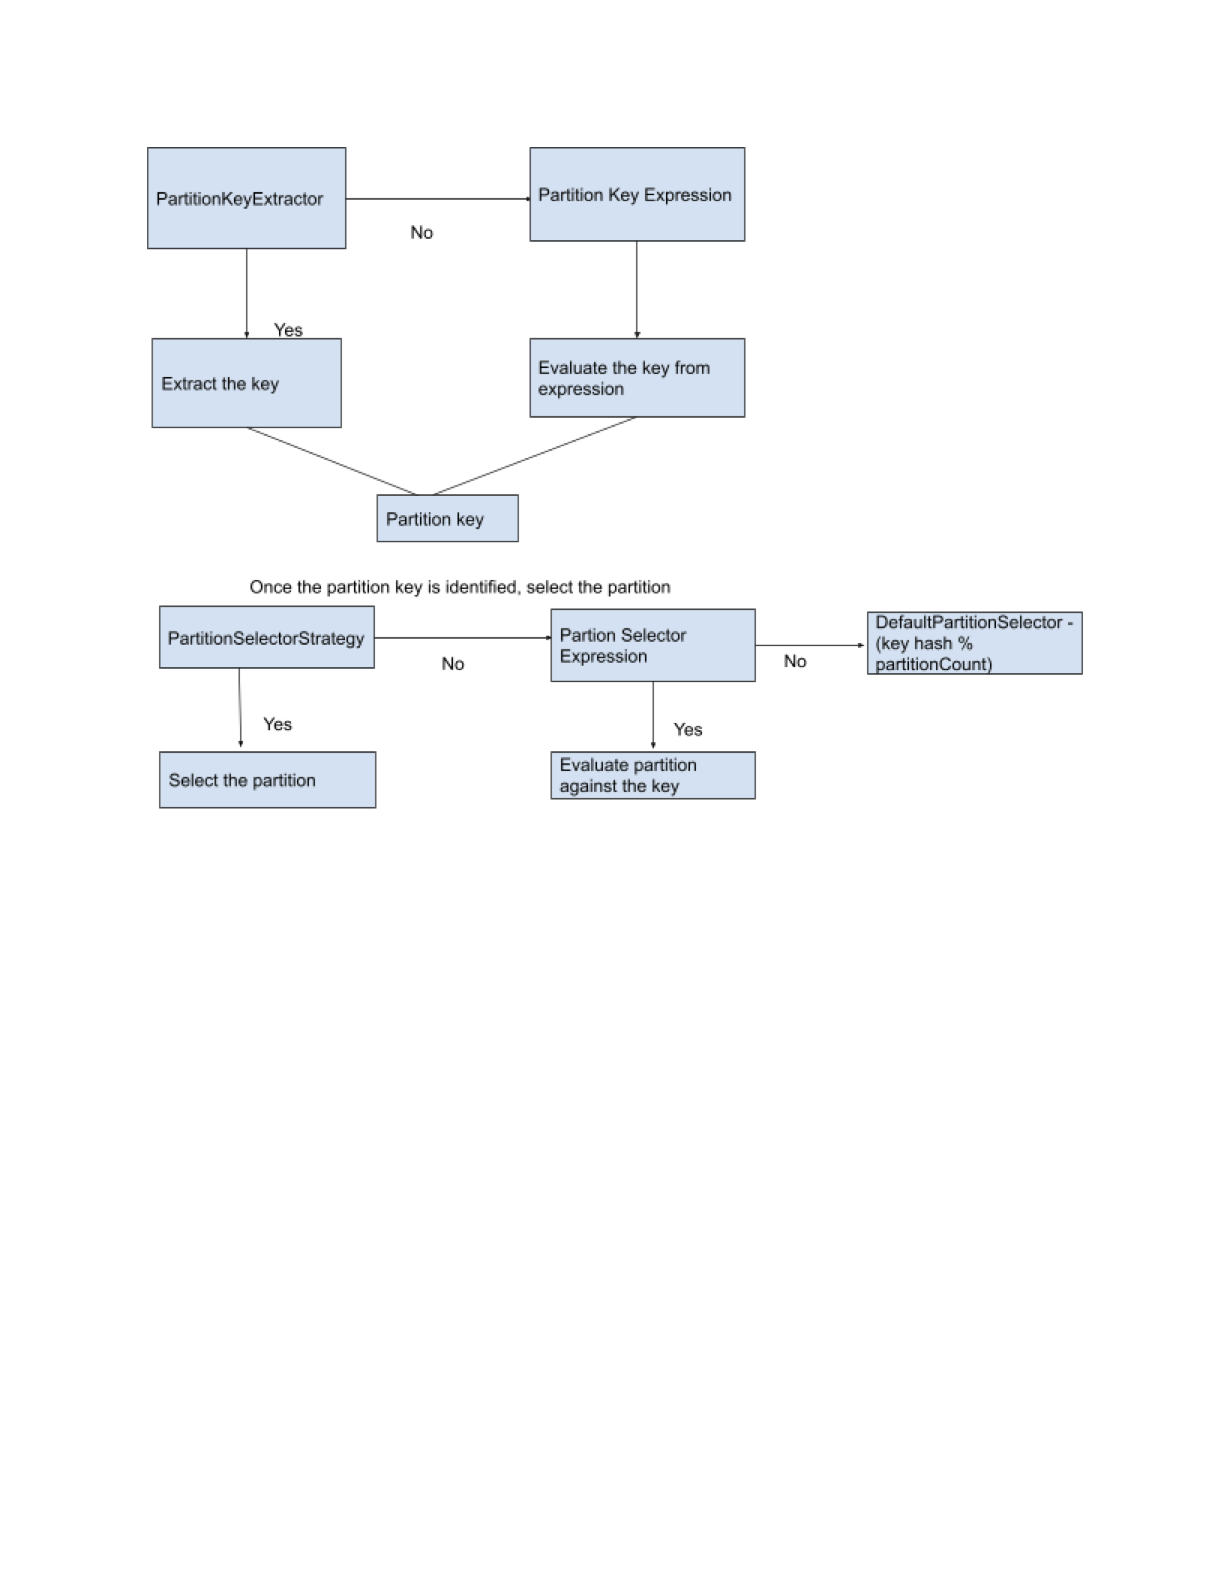 PartitionKeyExtractor
Partition Key Expression
No
Yes
Extract the key
Evaluate the key from
expression
Partition key
Once the partition key is identified, select the partition
PartitionSelectorStrategy
No
Partion Selector
Expression
No
DefaultPartitionSelector -
(key hash %
partitionCount)
Yes
Yes
Select the partition
Evaluate partition
against the key